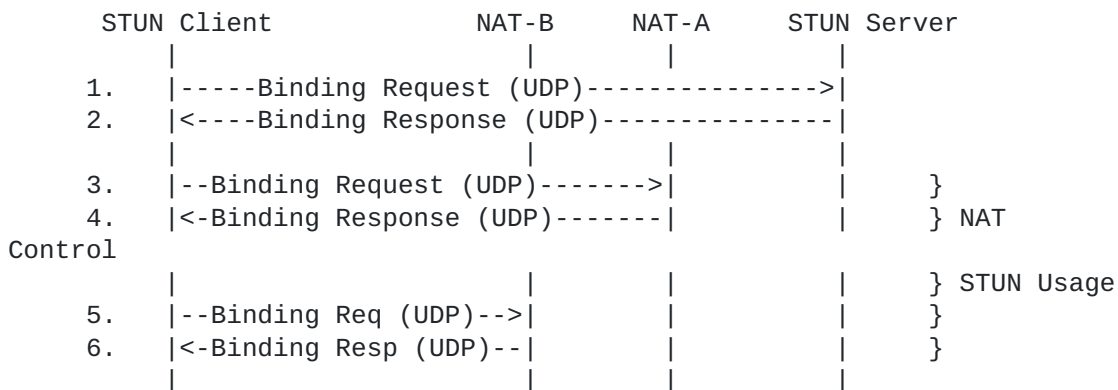 STUN Client             NAT-B     NAT-A     STUN Server
          |                      |        |          |
     1.   |-----Binding Request (UDP)--------------->|
     2.   |<----Binding Response (UDP)---------------|
          |                      |        |          |
     3.   |--Binding Request (UDP)------->|          |     }
     4.   |<-Binding Response (UDP)-------|          |     } NAT
Control
          |                      |        |          |     } STUN Usage
     5.   |--Binding Req (UDP)-->|        |          |     }
     6.   |<-Binding Resp (UDP)--|        |          |     }
          |                      |        |          |